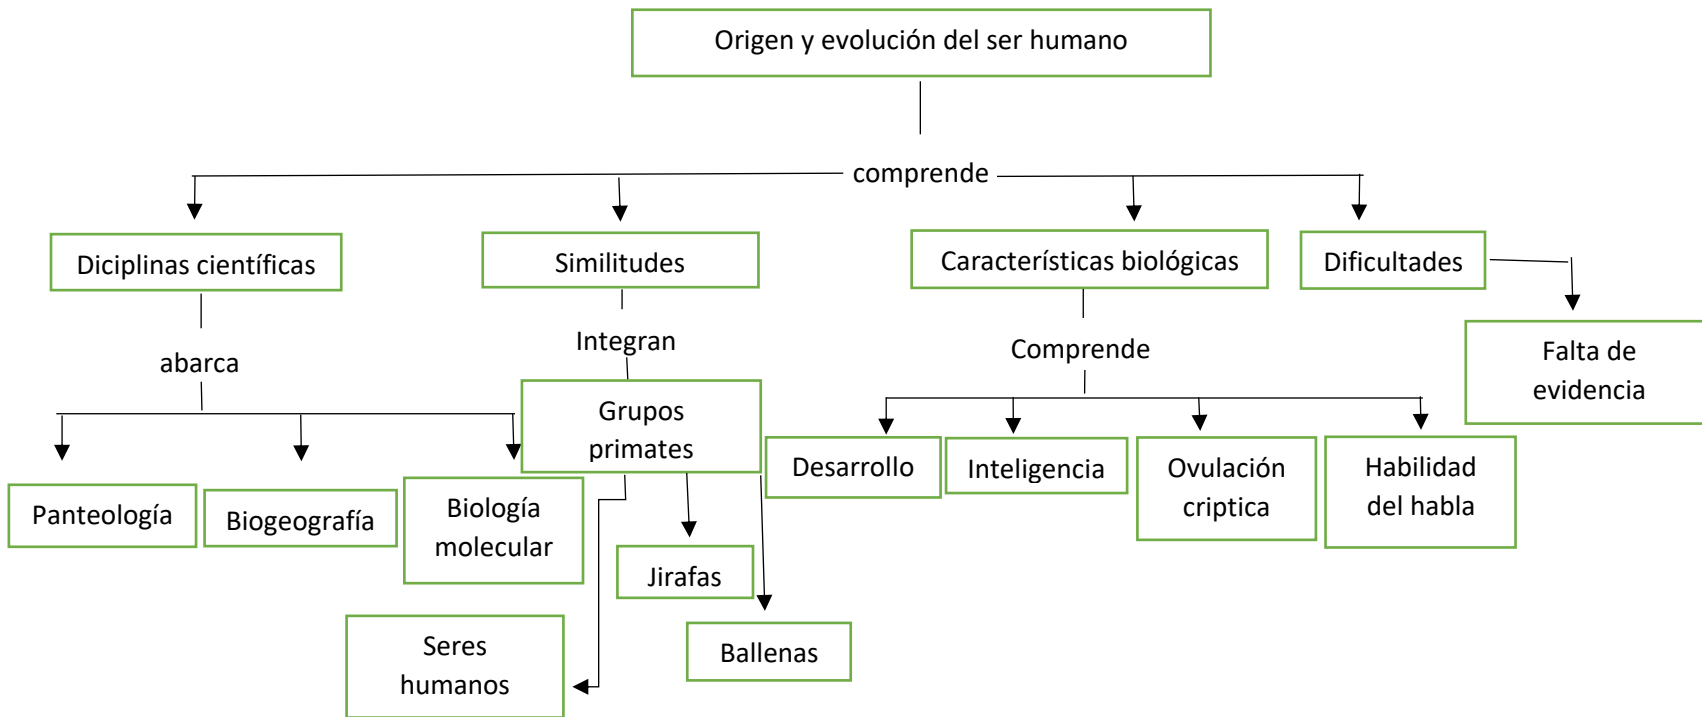 Origen y evolución del ser humano
comprende
Diciplinas científicas
Similitudes
Características biológicas
Dificultades
abarca
Integran
Comprende
Falta de
evidencia
Panteología
Biogeografía
Biología
molecular
Grupos
primates
Desarrollo
Inteligencia
Ovulación
criptica
Habilidad
del habla
Seres
humanos
Jirafas
Ballenas